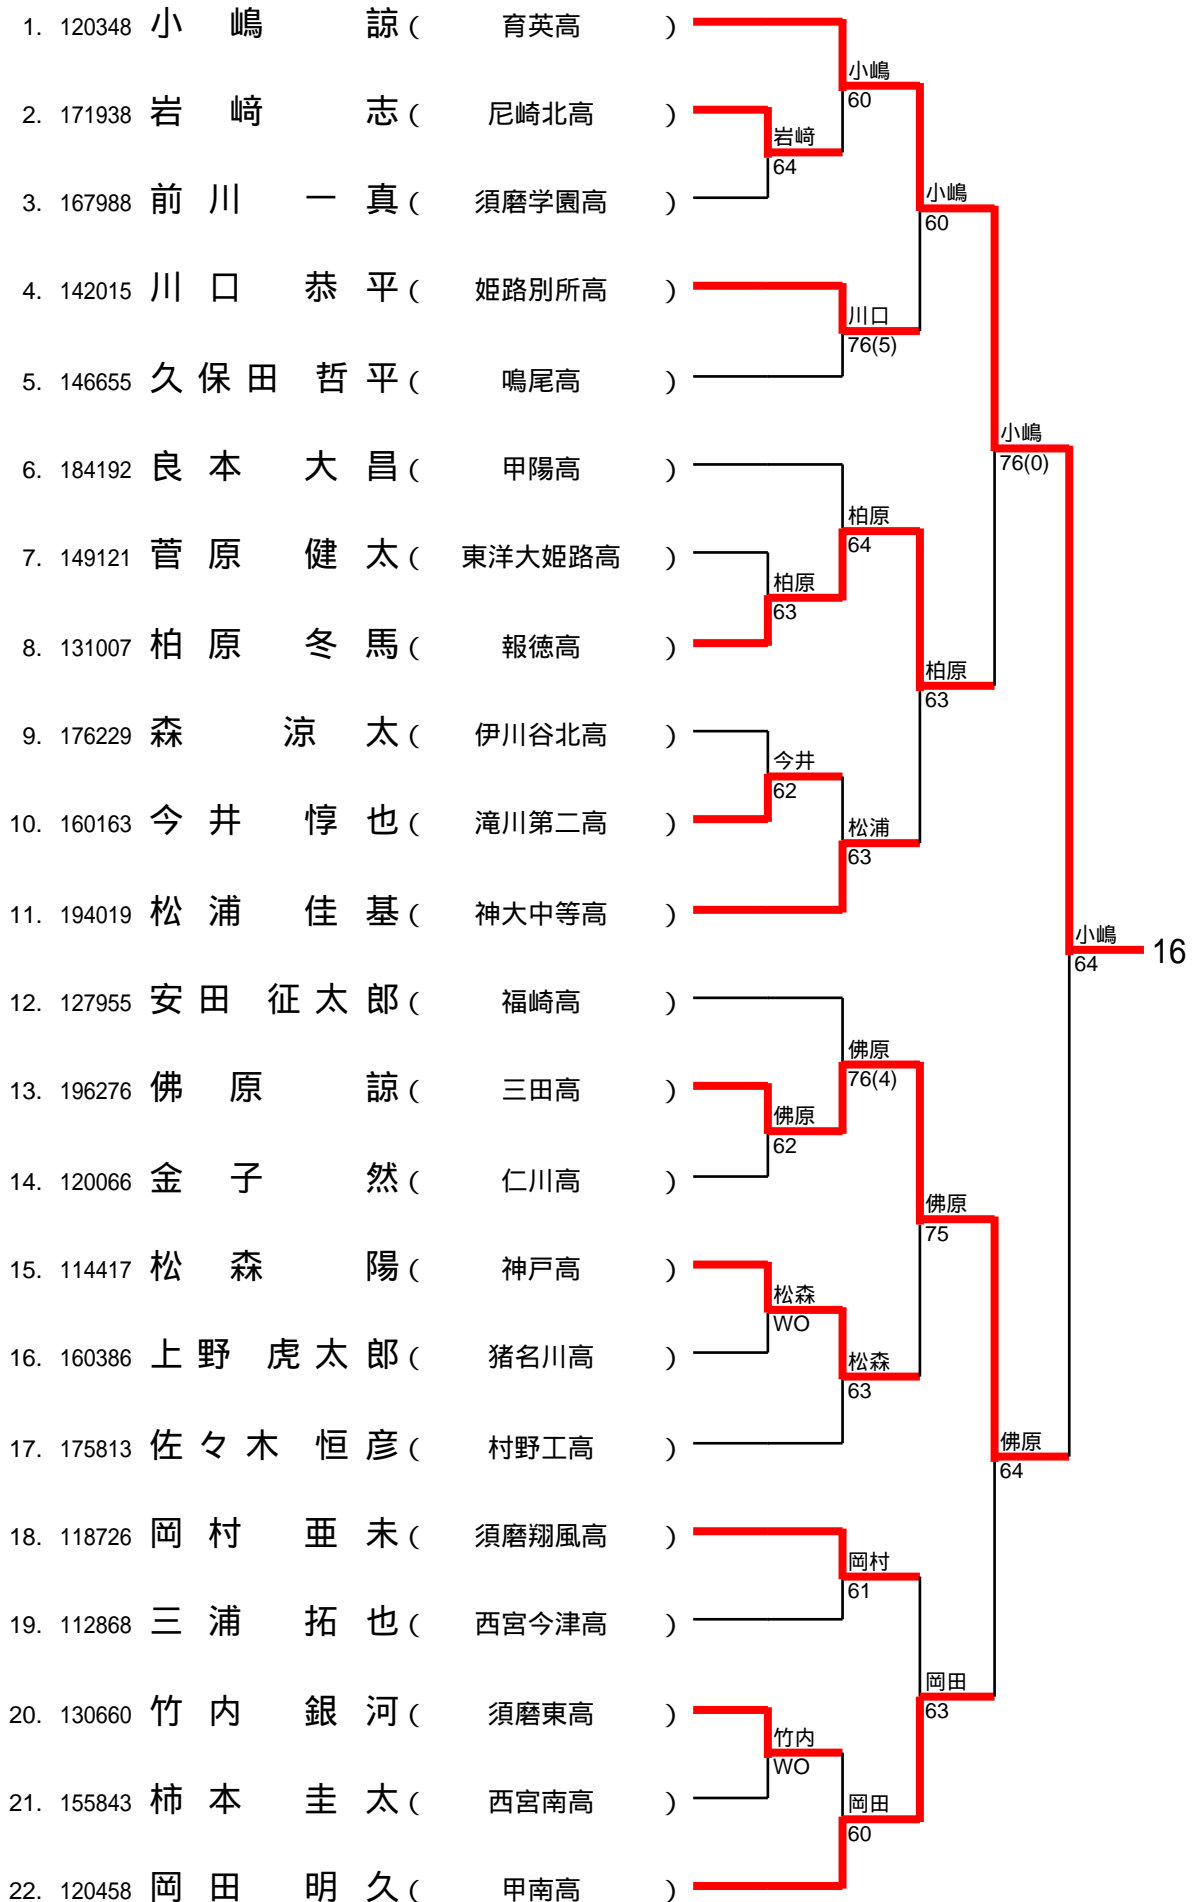 1. 120348 小嶋 諒 ( 育英高 )
小嶋
60
2. 171938 岩﨑 志 ( 尼崎北高 )
岩﨑
64
3. 167988 前川 一真 ( 須磨学園高 )
小嶋
60
4. 142015 川口 恭平 ( 姫路別所高 )
川口
76(5)
5. 146655 久保田 哲平 ( 鳴尾高 )
小嶋
76(0)
6. 184192 良本 大昌 ( 甲陽高 )
柏原
64
7. 149121 菅原 健太 ( 東洋大姫路高 )
柏原
63
8. 131007 柏原 冬馬 ( 報徳高 )
柏原
63
9. 176229 森 涼太 ( 伊川谷北高 )
今井
62
10. 160163 今井 惇也 ( 滝川第二高 )
松浦
63
11. 194019 松浦 佳基 ( 神大中等高 )
小嶋
64
16
12. 127955 安田 征太郎 ( 福崎高 )
佛原
76(4)
13. 196276 佛原 諒 ( 三田高 )
佛原
62
14. 120066 金子 然 ( 仁川高 )
佛原
75
15. 114417 松森 陽 ( 神戸高 )
松森
WO
16. 160386 上野 虎太郎 ( 猪名川高 )
松森
63
17. 175813 佐々木 恒彦 ( 村野工高 )
佛原
64
18. 118726 岡村 亜未 ( 須磨翔風高 )
岡村
61
19. 112868 三浦 拓也 ( 西宮今津高 )
岡田
63
20. 130660 竹内 銀河 ( 須磨東高 )
竹内
WO
21. 155843 柿本 圭太 ( 西宮南高 )
岡田
60
22. 120458 岡田 明久 ( 甲南高 )